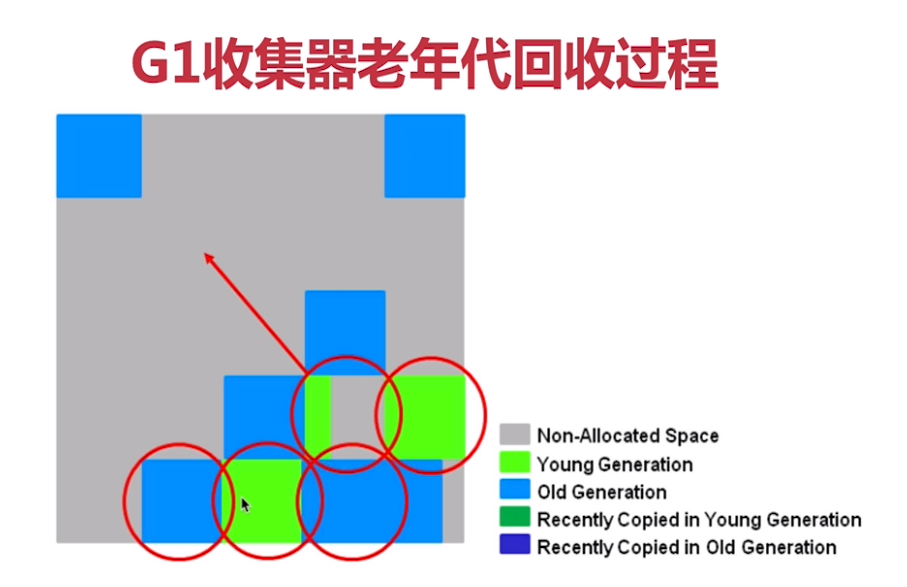 G1收集器老年代回收过程
Non-Allocated Space
Young Generation
Old Generation
Recently Copied in Young Generation
Recently Copied in Old Generation